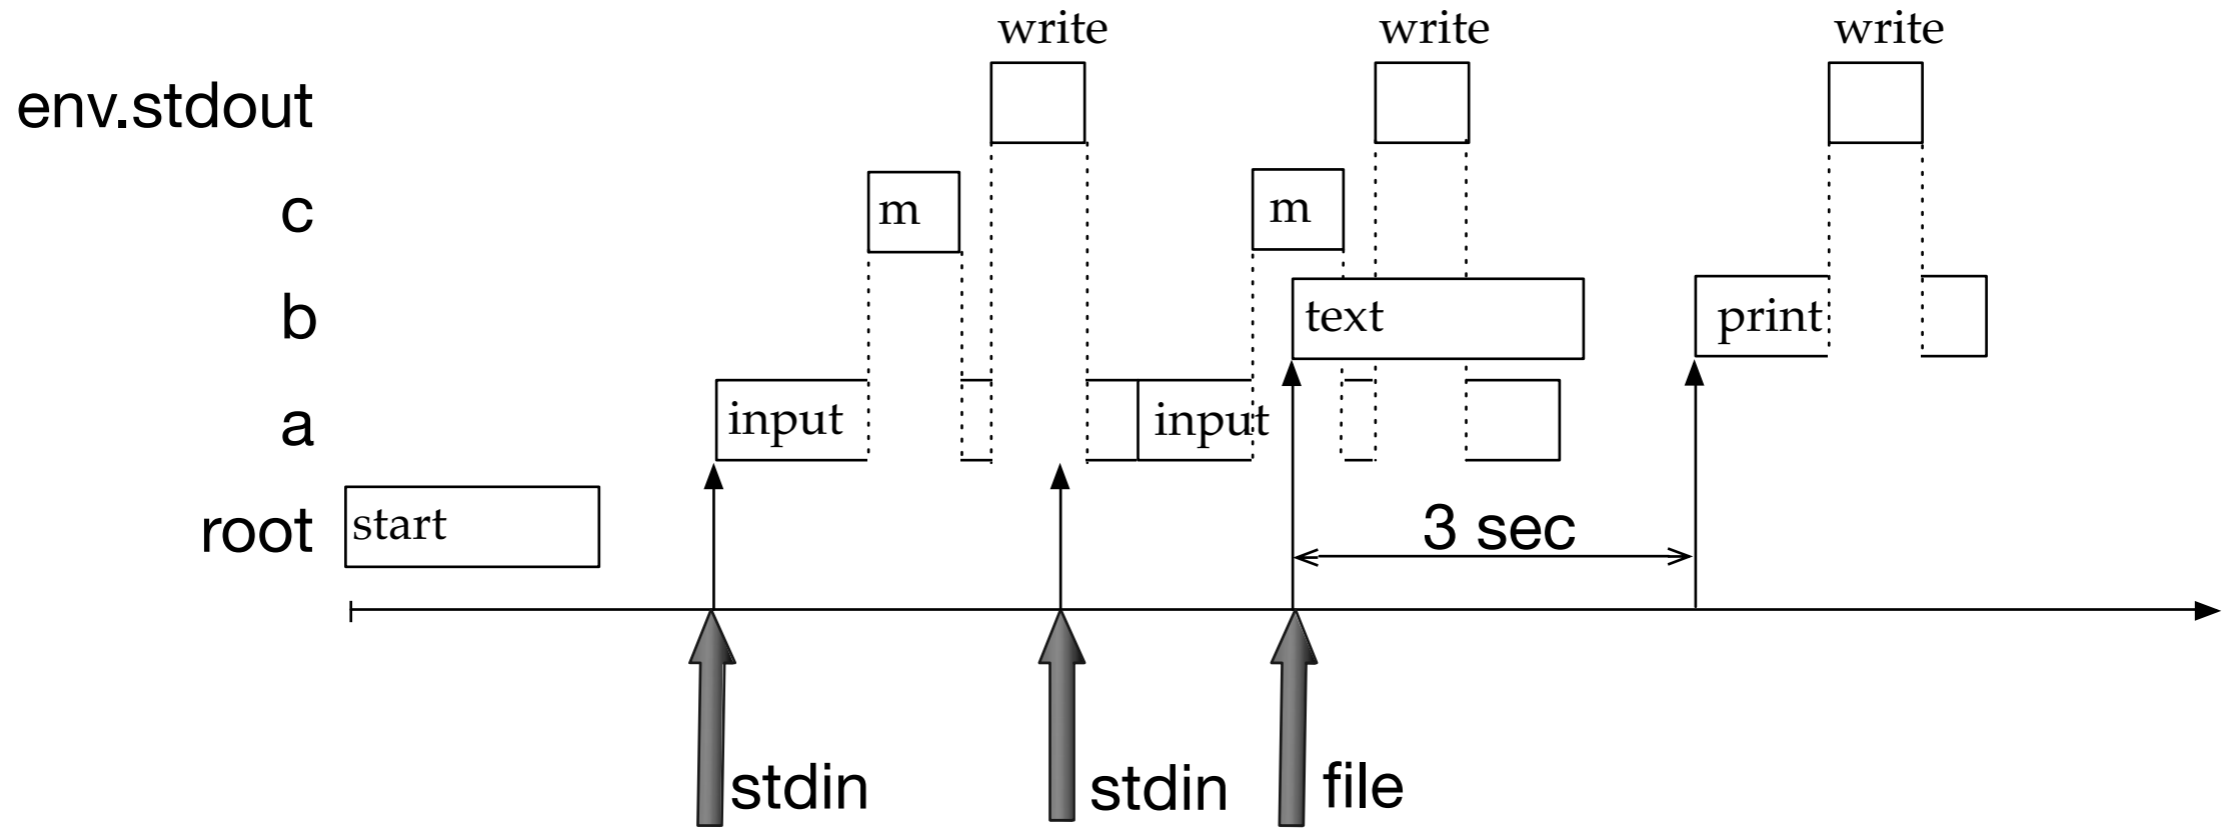 write write write
env.stdout
c m m
b text print
a input input
root start 3 sec
stdin stdin file